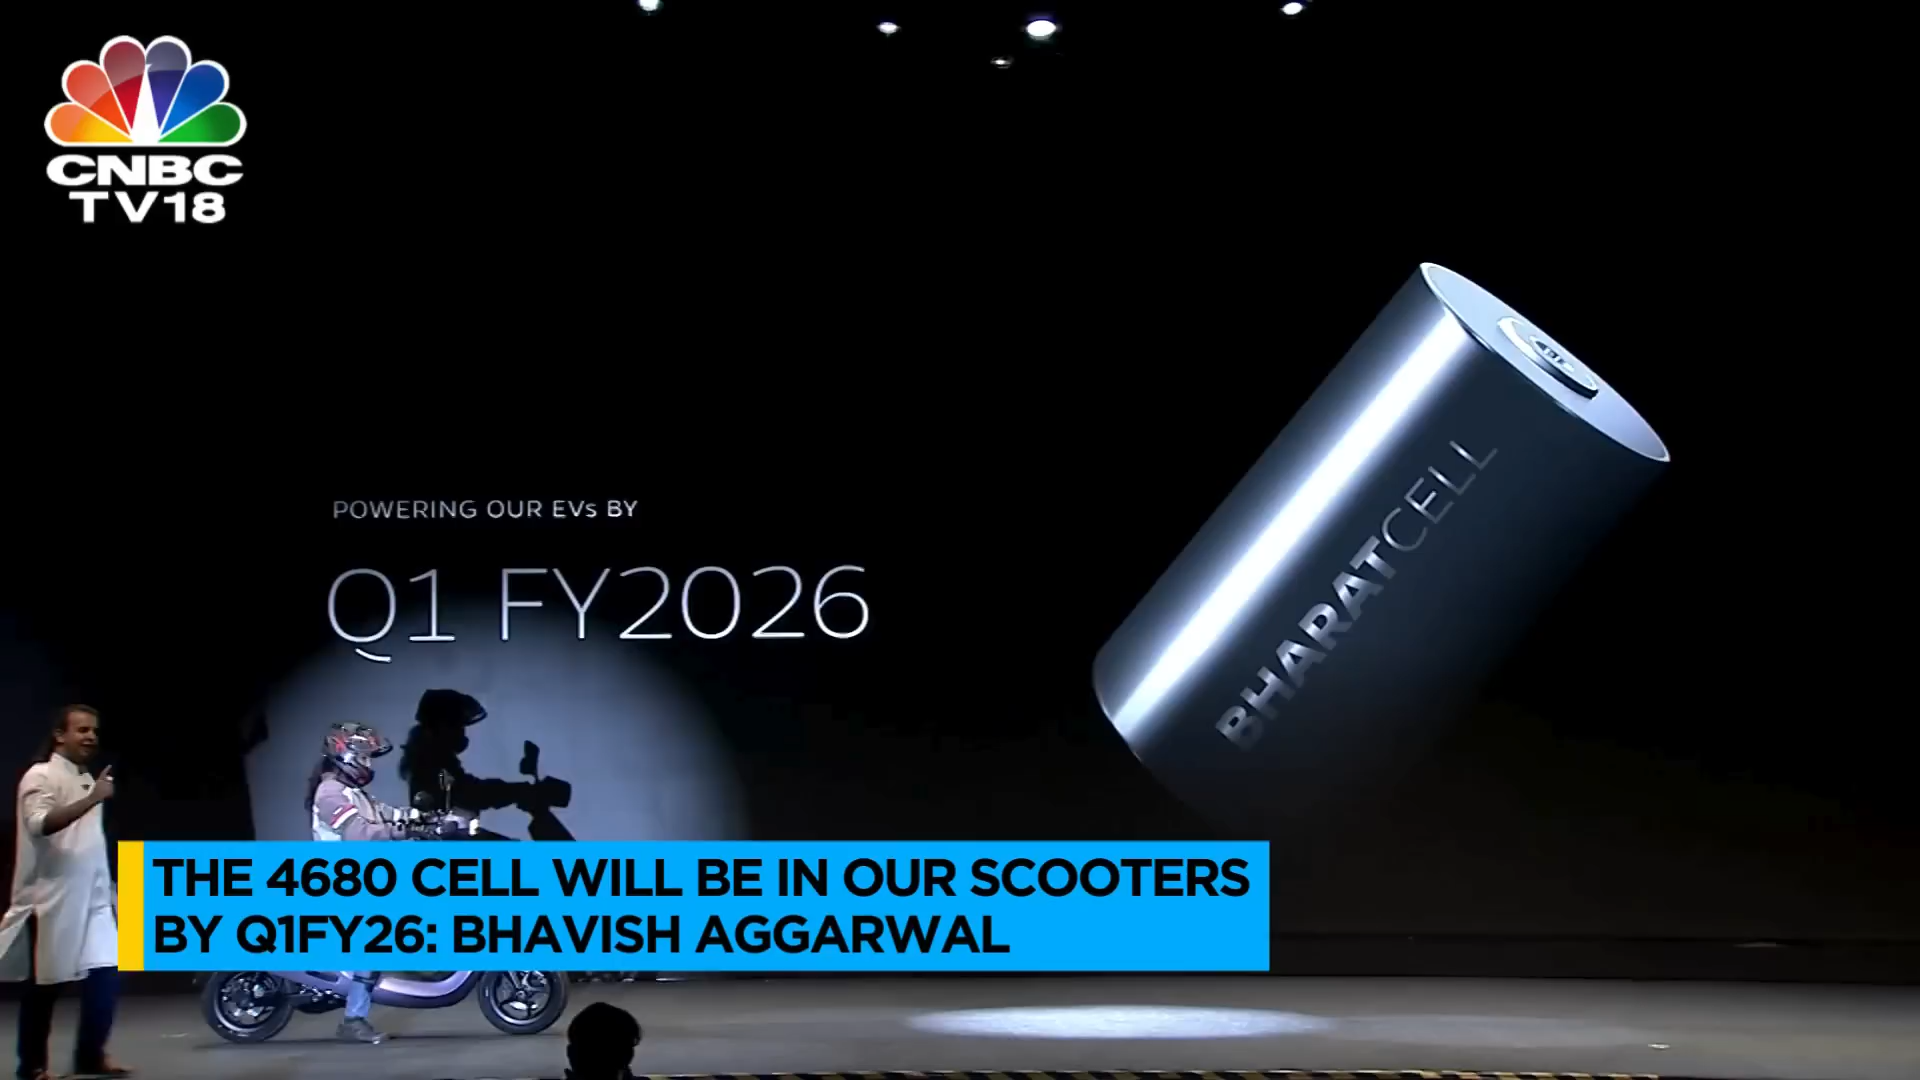 CNBC
TV18
POWERING OUR EVs BY
Q1 FY2026
BHARATCELL
THE 4680 CELL WILL BE IN OUR SCOOTERS
BY Q1FY26: BHAVISH AGGARWAL